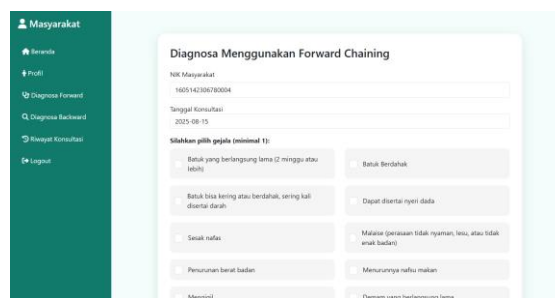 Masyarakat
Beranda
Profil
Diagnosa Forward
Diagnosa Backward
Riwayat Konsultasi
Logout
Diagnosa Menggunakan Forward Chaining
NIK Masyarakat
1605142306780004
Tanggal Konsultasi
2025-08-15
Silahkan pilih gejala (minimal 1):
Batuk yang berlangsung lama (2 minggu atau
lebih)
Batuk Berdahak
Batuk bisa kering atau berdahak, sering kali
disertai darah
Dapat disertai nyeri dada
Sesak nafas
Malaise (perasaan tidak nyaman, lesu, atau tidak
enak badan)
Penurunan berat badan
Menurunnya nafsu makan
Menggigil
Demam yang berlangsung lama